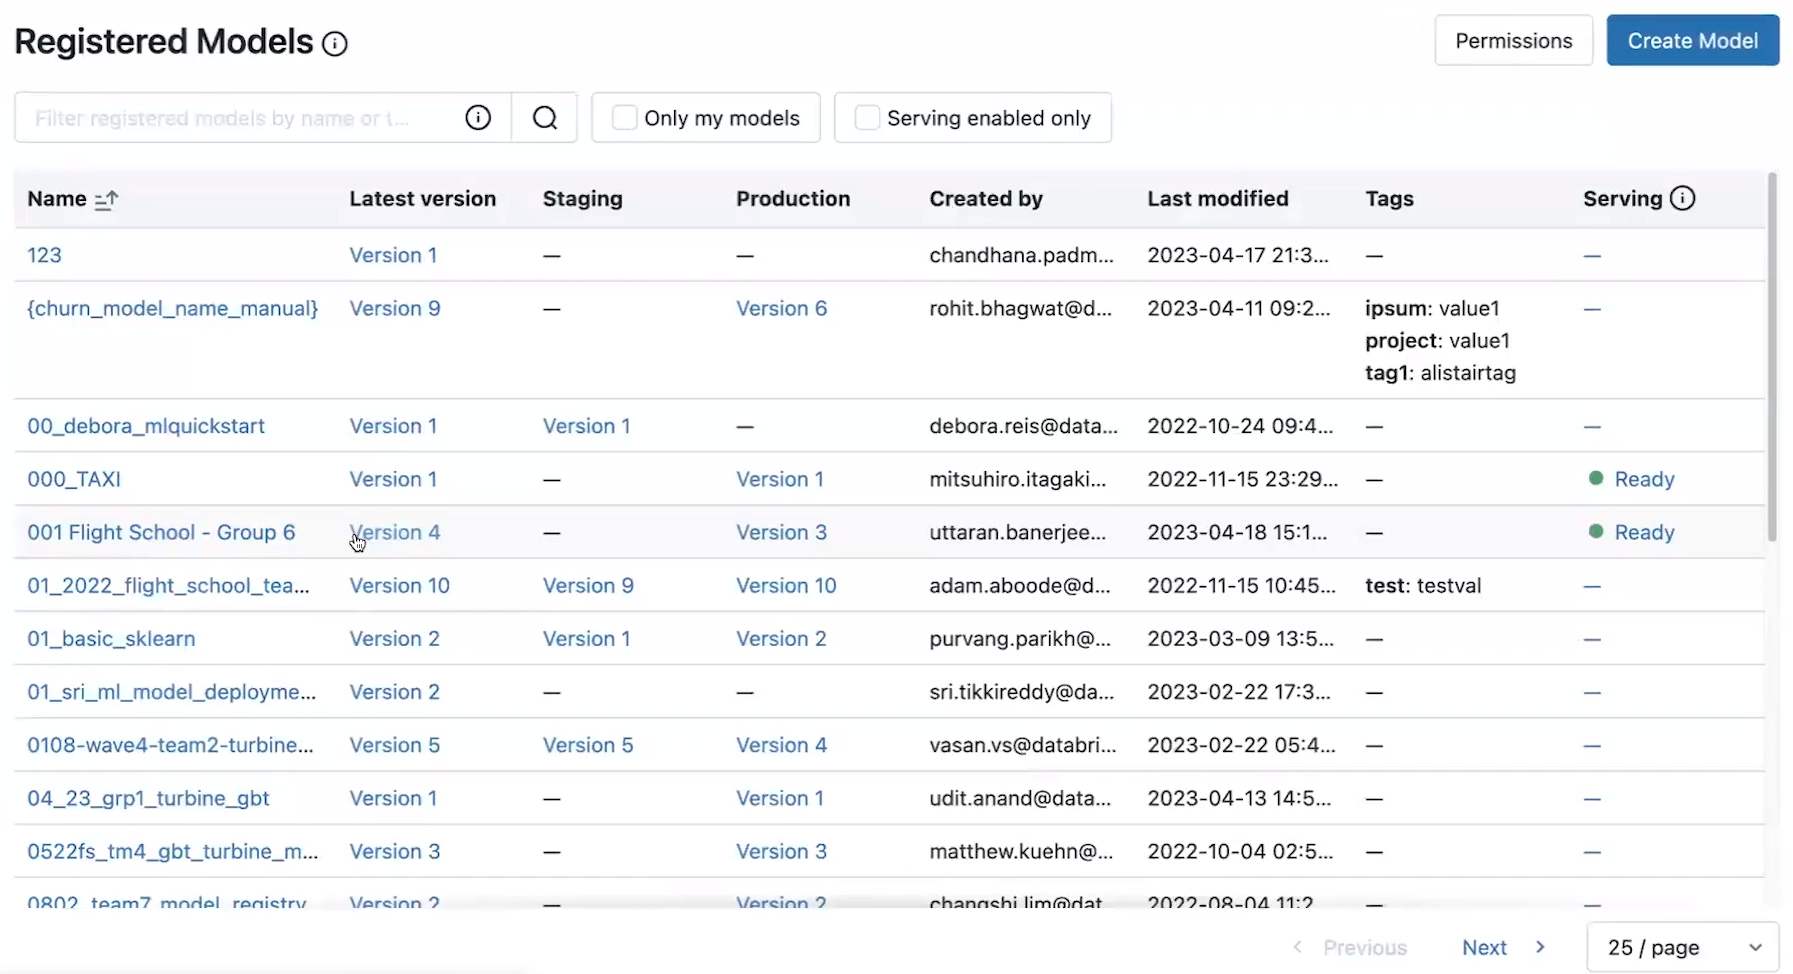 Registered Models
Permissions
Create Model
Filter registered models by name or t...
Only my models
Serving enabled only
Name Latest version Staging Production Created by Last modified Tags Serving
123 Version 1 — — chandhana.padm... 2023-04-17 21:3... — —
{churn_model_name_manual} Version 9 — Version 6 rohit.bhagwat@d... 2023-04-11 09:2... ipsum: value1 —
project: value1
tag1: alistairtag
00_debora_mlquickstart Version 1 Version 1 — debora.reis@data... 2022-10-24 09:4... — —
000_TAXI Version 1 — Version 1 mitsuhiro.itagaki... 2022-11-15 23:29... — Ready
001 Flight School - Group 6 Version 4 — Version 3 uttaran.banerjee... 2023-04-18 15:1... — Ready
01_2022_flight_school_tea... Version 10 Version 9 Version 10 adam.aboode@d... 2022-11-15 10:45... test: testval —
01_basic_sklearn Version 2 Version 1 Version 2 purvang.parikh@... 2023-03-09 13:5... — —
01_sri_ml_model_deployme... Version 2 — — sri.tikkireddy@da... 2023-02-22 17:3... — —
0108-wave4-team2-turbine... Version 5 Version 5 Version 4 vasan.vs@databri... 2023-02-22 05:4... — —
04_23_grp1_turbine_gbt Version 1 — Version 1 udit.anand@data... 2023-04-13 14:5... — —
0522fs_tm4_gbt_turbine_m... Version 3 — Version 3 matthew.kuehn@... 2022-10-04 02:5... — —
0802_team7_model_registry Version 2 — Version 2 changshi.lim@dat 2022-08-04 11:2 — —
Previous Next 25 / page